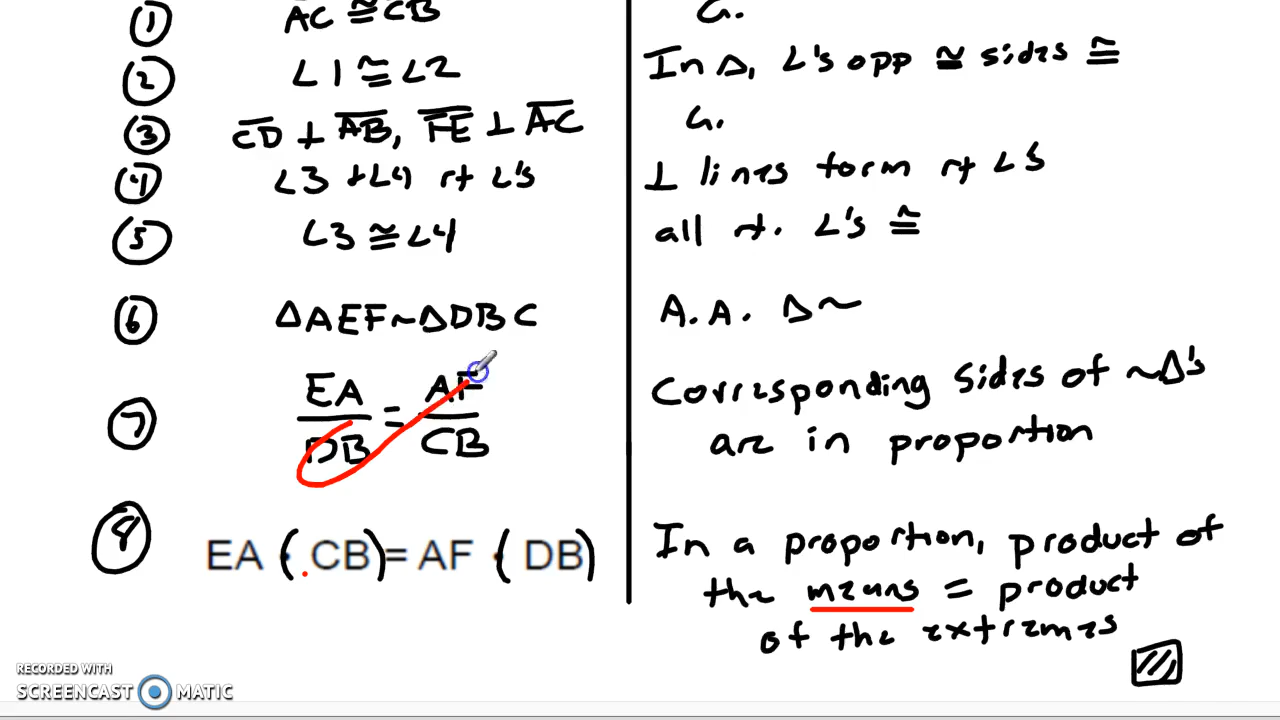 ① AC ≅ CB G.
② ∠1 ≅ ∠2 In Δ, ∠'s opp ≅ sides ≅
③ CD ⊥ AB, FE ⊥ AC G.
④ ∠3 + ∠4 rt ∠'s ⊥ lines form rt ∠s
⑤ ∠3 ≅ ∠4 all rt. ∠'s ≅
⑥ ΔAEF ~ ΔDBC A.A. Δ~
⑦ EA/DB = AF/CB Corresponding sides of ~Δ's
are in proportion
⑧ EA · (CB) = AF · (DB) In a proportion, product of
the means = product
of the extremes
RECORDED WITH
SCREENCAST MATIC